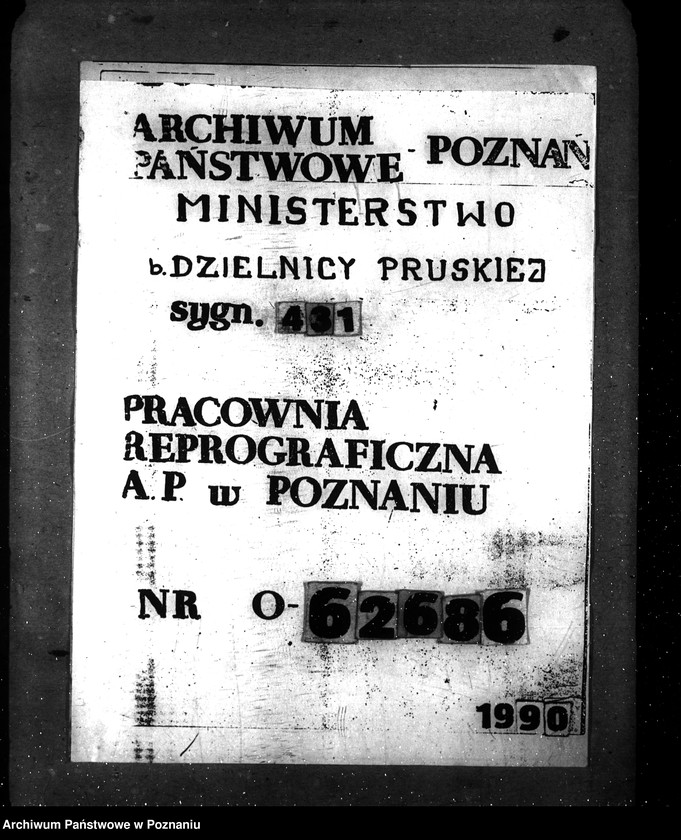 ARCHIWUM
PAŃSTWOWE - POZNAŃ
MINISTERSTWO
b. DZIELNICY PRUSKIEJ
sygn. 431
PRACOWNIA
REPROGRAFICZNA
A.P. w POZNANIU
NR O-62686
1990
Archiwum Państwowe w Poznaniu